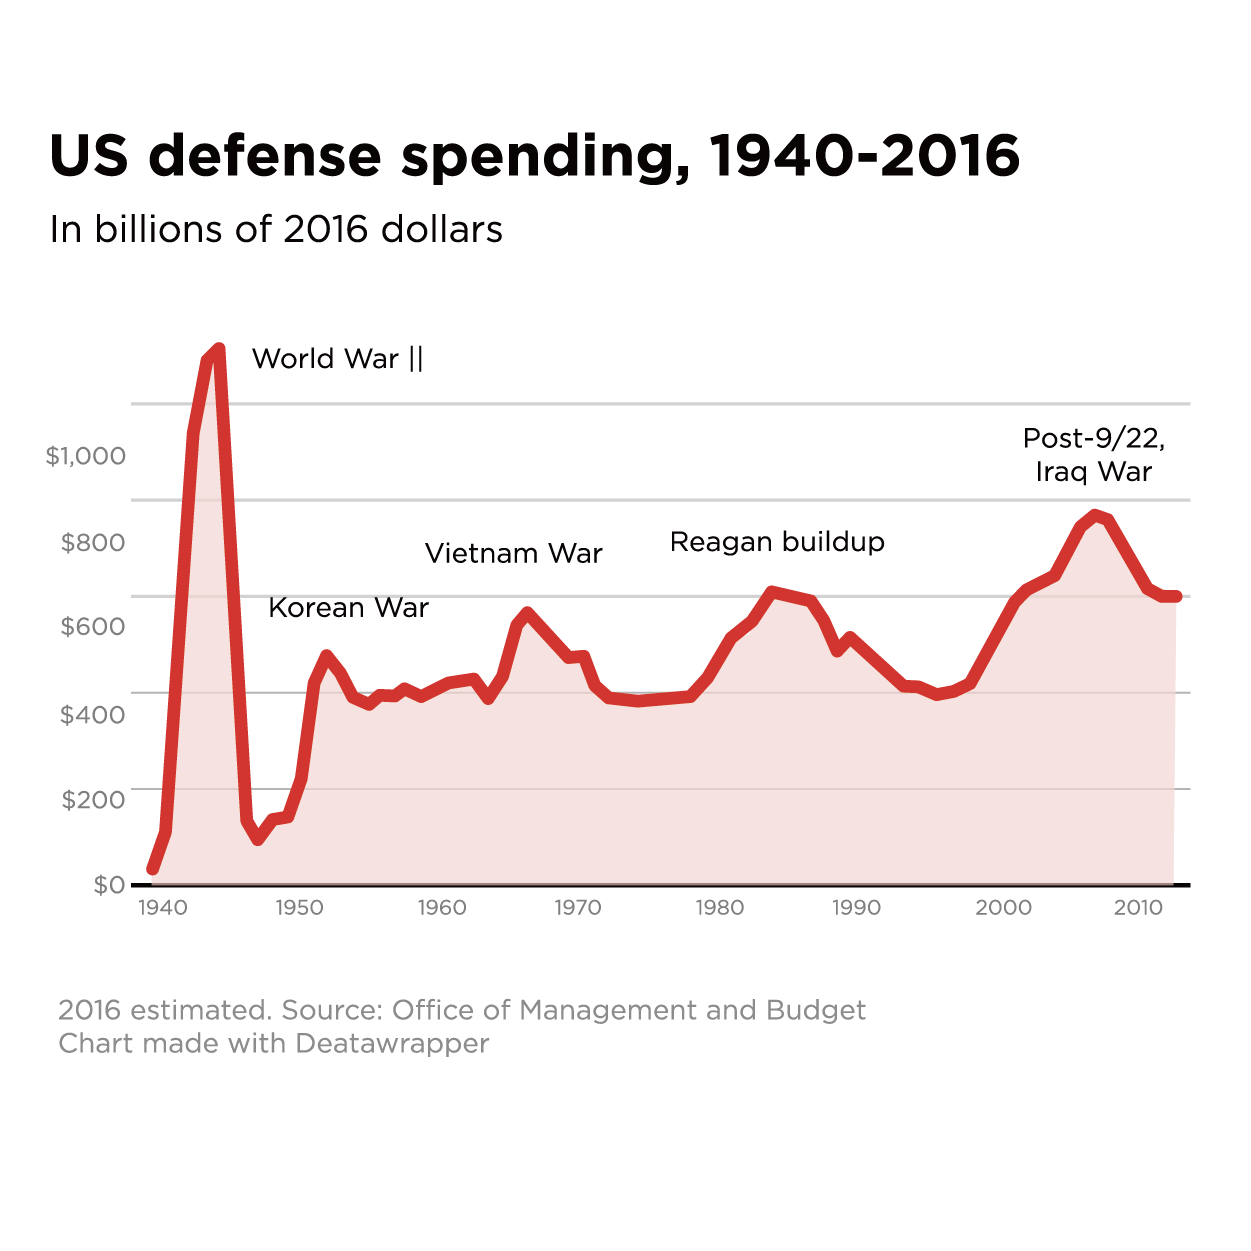 US defense spending, 1940-2016
In billions of 2016 dollars
World War ||
Post-9/22,
Iraq War
Reagan buildup
Vietnam War
Korean War
$1,000
$800
$600
$400
$200
$0
1940 1950 1960 1970 1980 1990 2000 2010
2016 estimated. Source: Office of Management and Budget
Chart made with Deatawrapper